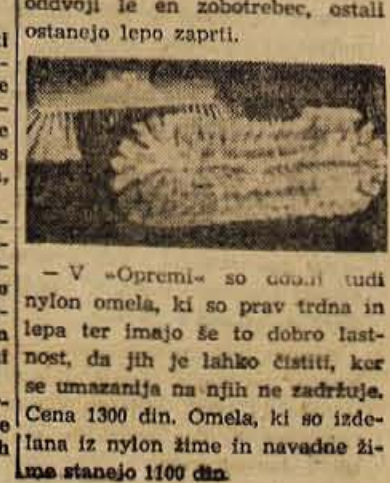 oddvoji le en zobotrebec, ostali
ostanejo lepo zaprti.
— V »Opremi« so dobili tudi
nylon omela, ki so prav trdna in
lepa ter imajo še to dobro last-
nost, da jih je lahko čistiti, ker
se umazanija na njih ne zadržuje.
Cena 1300 din. Omela, ki so izde-
lana iz nylon žime in navadne ži-
me stanejo 1100 din.